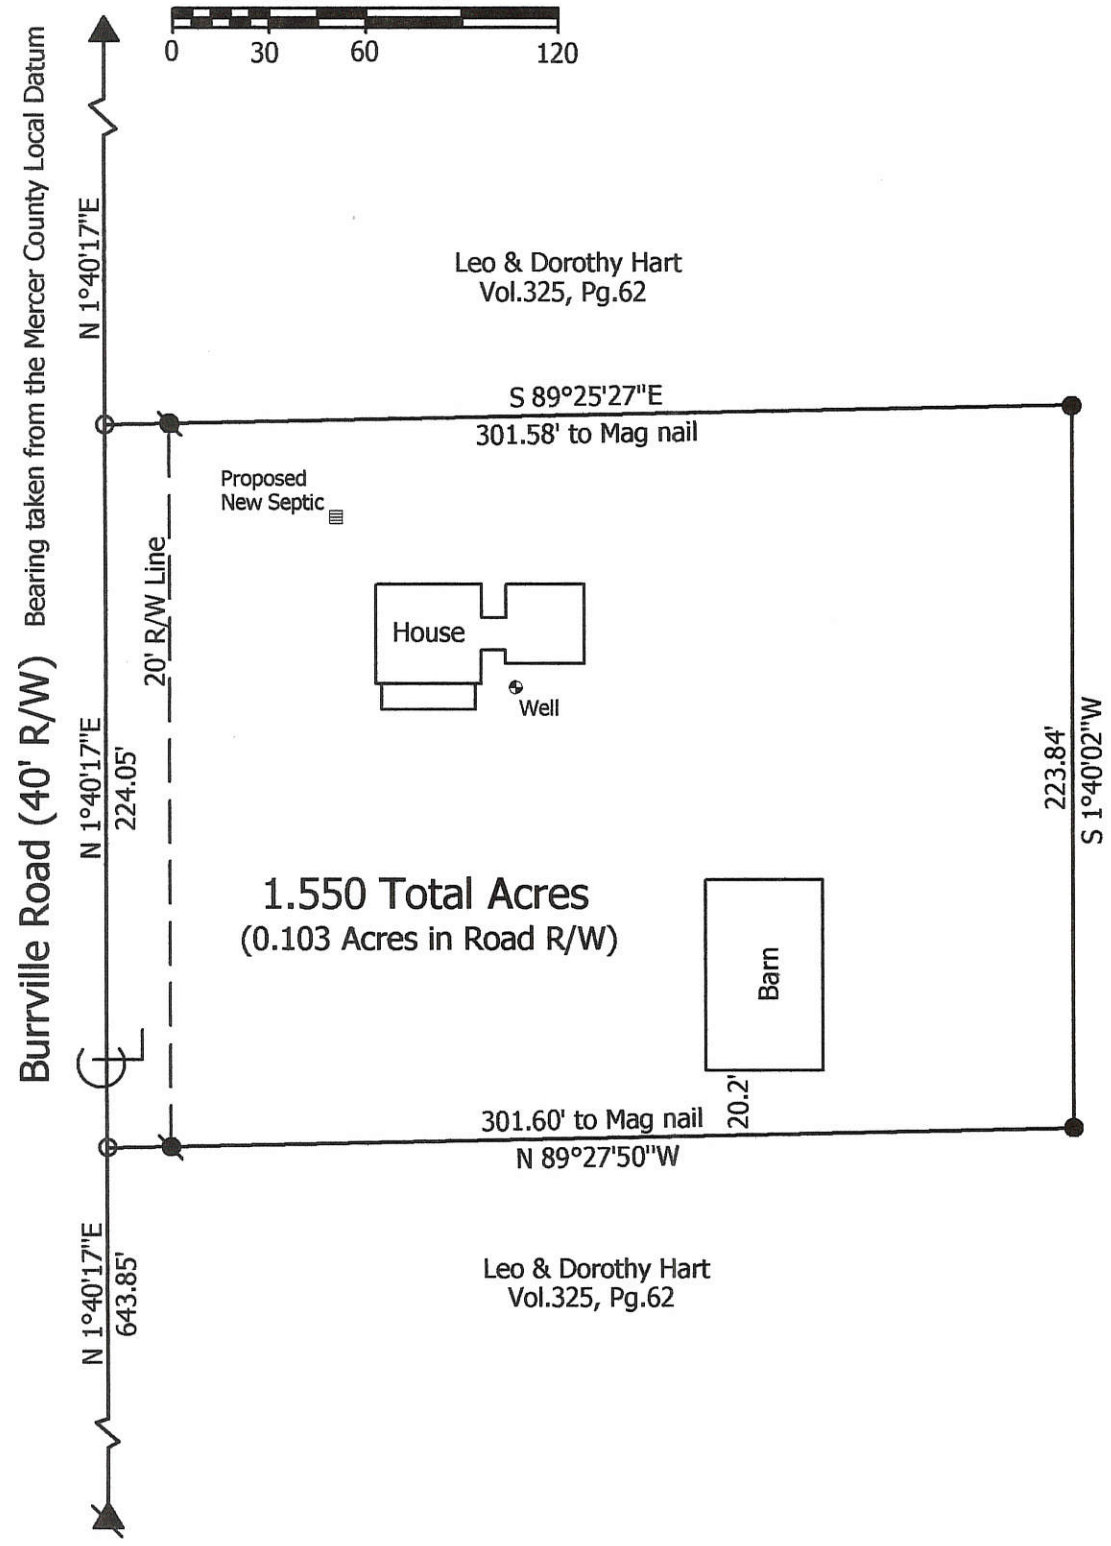 0 30 60 120
Bearing taken from the Mercer County Local Datum
N 1°40'17"E
Leo & Dorothy Hart
Vol.325, Pg.62
S 89°25'27"E
301.58' to Mag nail
Proposed
New Septic
20' R/W Line
House
Well
Burrville Road (40' R/W)
N 1°40'17"E
224.05'
223.84'
S 1°40'02"W
1.550 Total Acres
(0.103 Acres in Road R/W)
Barn
20.2'
301.60' to Mag nail
N 89°27'50"W
N 1°40'17"E
643.85'
Leo & Dorothy Hart
Vol.325, Pg.62